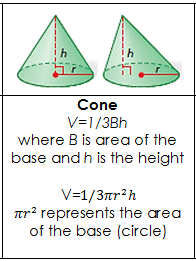 h
r
h
r
Cone
V=1/3Bh
where B is area of the
base and h is the height
V=1/3πr²h
πr² represents the area
of the base (circle)